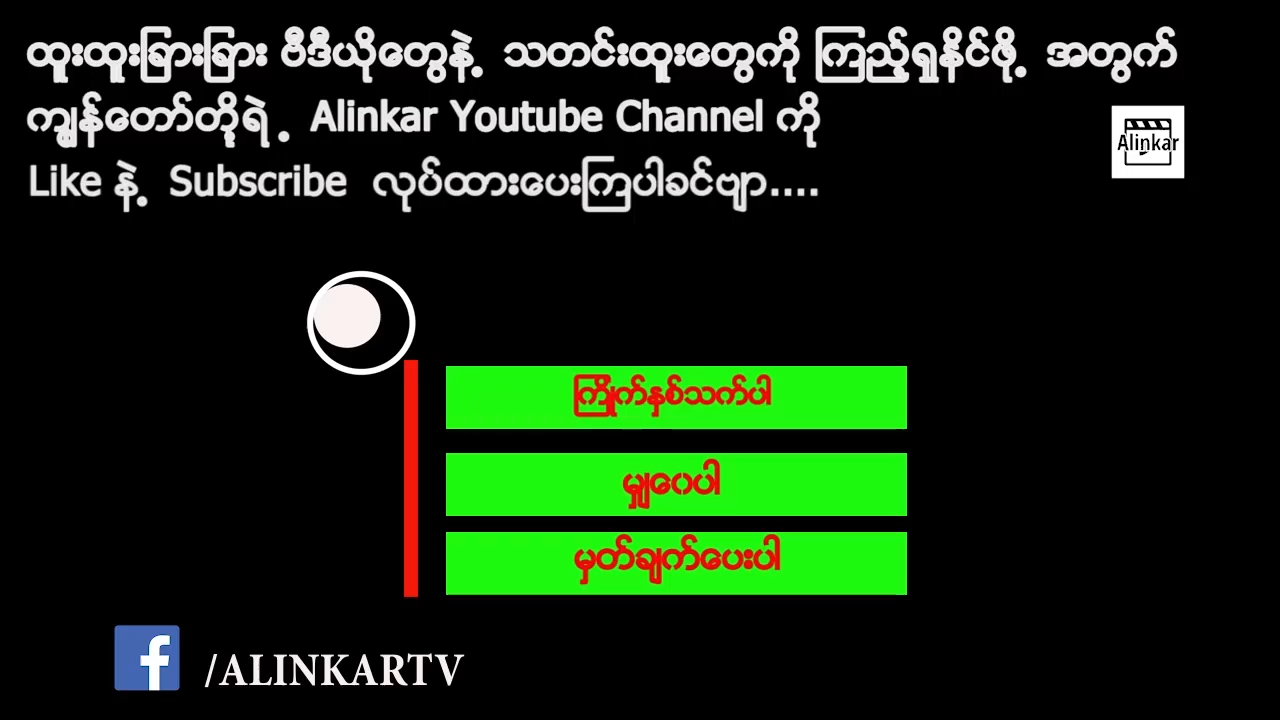 ထူးထူးခြားခြား ဗီဒီယိုတွေနဲ့ သတင်းထူးတွေကို ကြည့်ရှုနိုင်ဖို့ အတွက်
ကျွန်တော်တို့ရဲ့ Alinkar Youtube Channel ကို
Alinkar
Like နဲ့ Subscribe လုပ်ထားပေးကြပါခင်ဗျာ....
ကြိုက်နှစ်သက်ပါ
မျှဝေပါ
မှတ်ချက်ပေးပါ
f /ALINKARTV